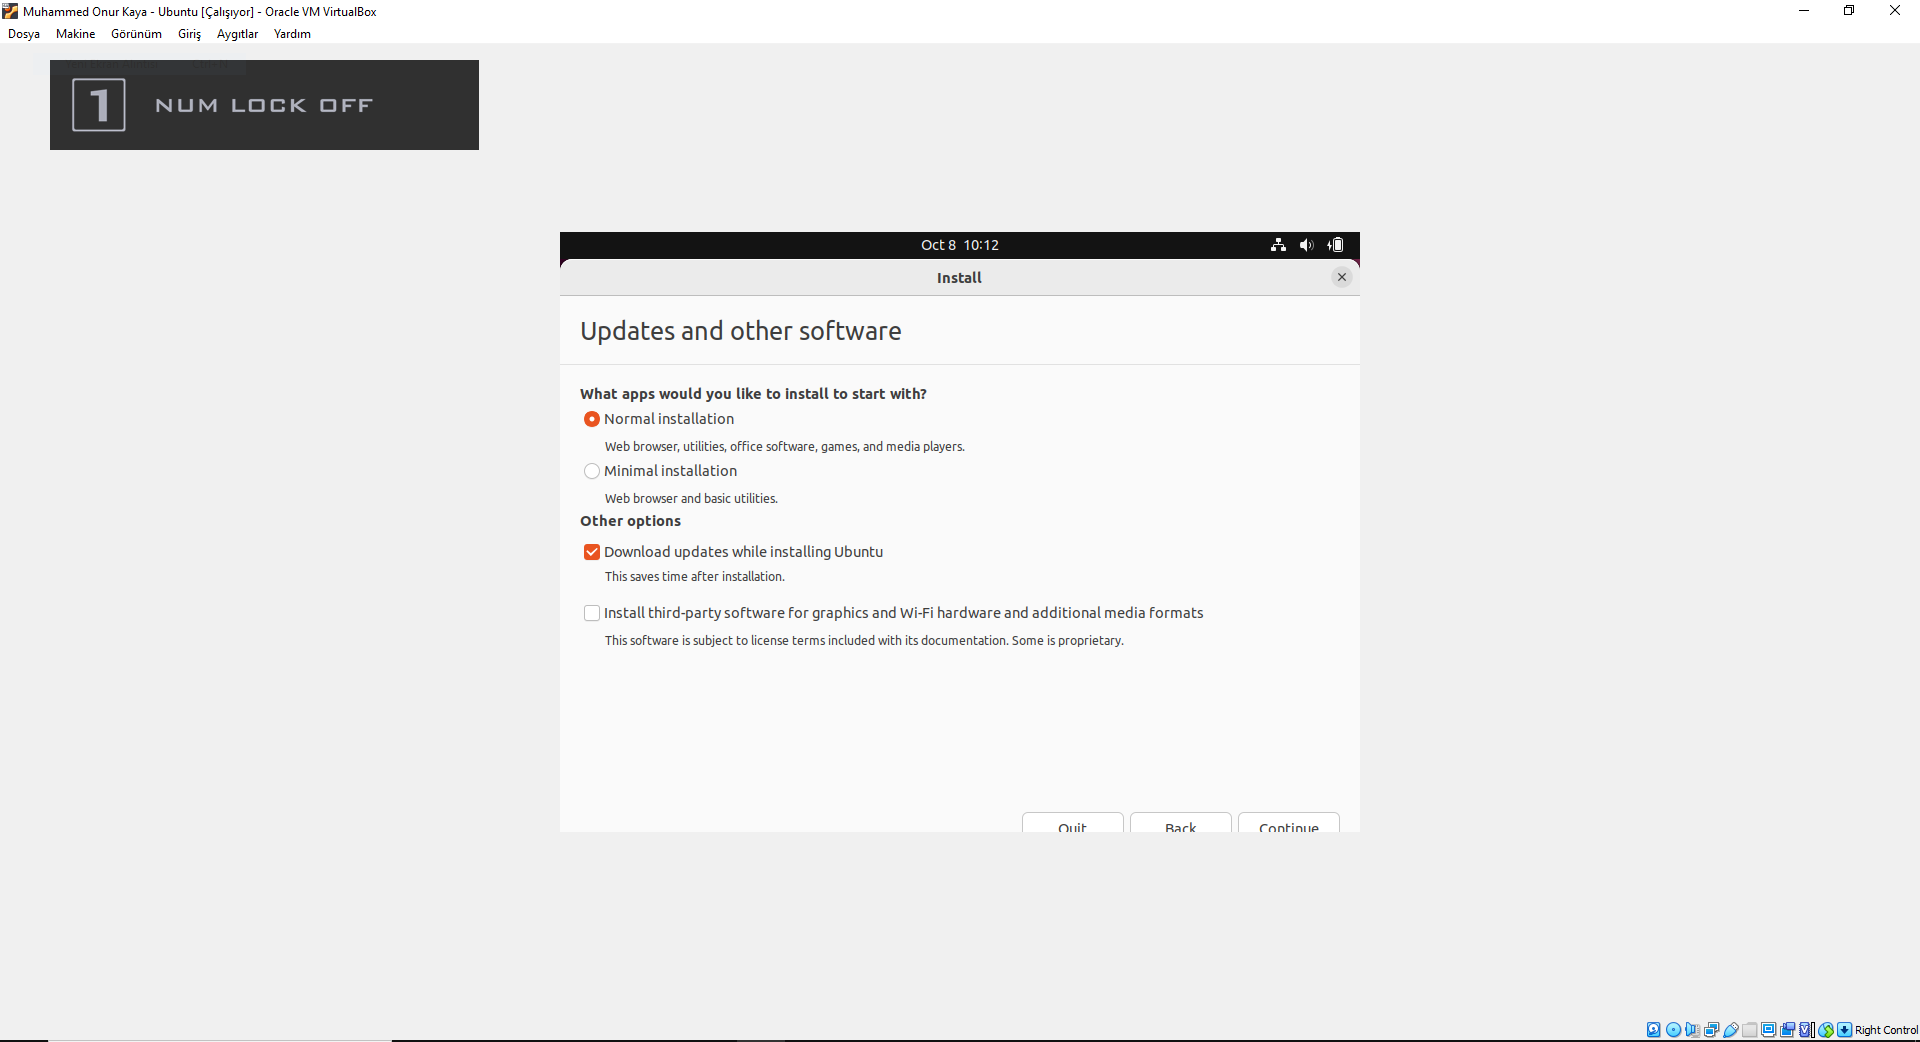 Muhammed Onur Kaya - Ubuntu [Çalışıyor] - Oracle VM VirtualBox
Dosya Makine Görünüm Giriş Aygıtlar Yardım
1 NUM LOCK OFF
Oct 8 10:12
Install
Updates and other software
What apps would you like to install to start with?
Normal installation
Web browser, utilities, office software, games, and media players.
Minimal installation
Web browser and basic utilities.
Other options
Download updates while installing Ubuntu
This saves time after installation.
Install third-party software for graphics and Wi-Fi hardware and additional media formats
This software is subject to license terms included with its documentation. Some is proprietary.
Quit Back Continue
Right Control